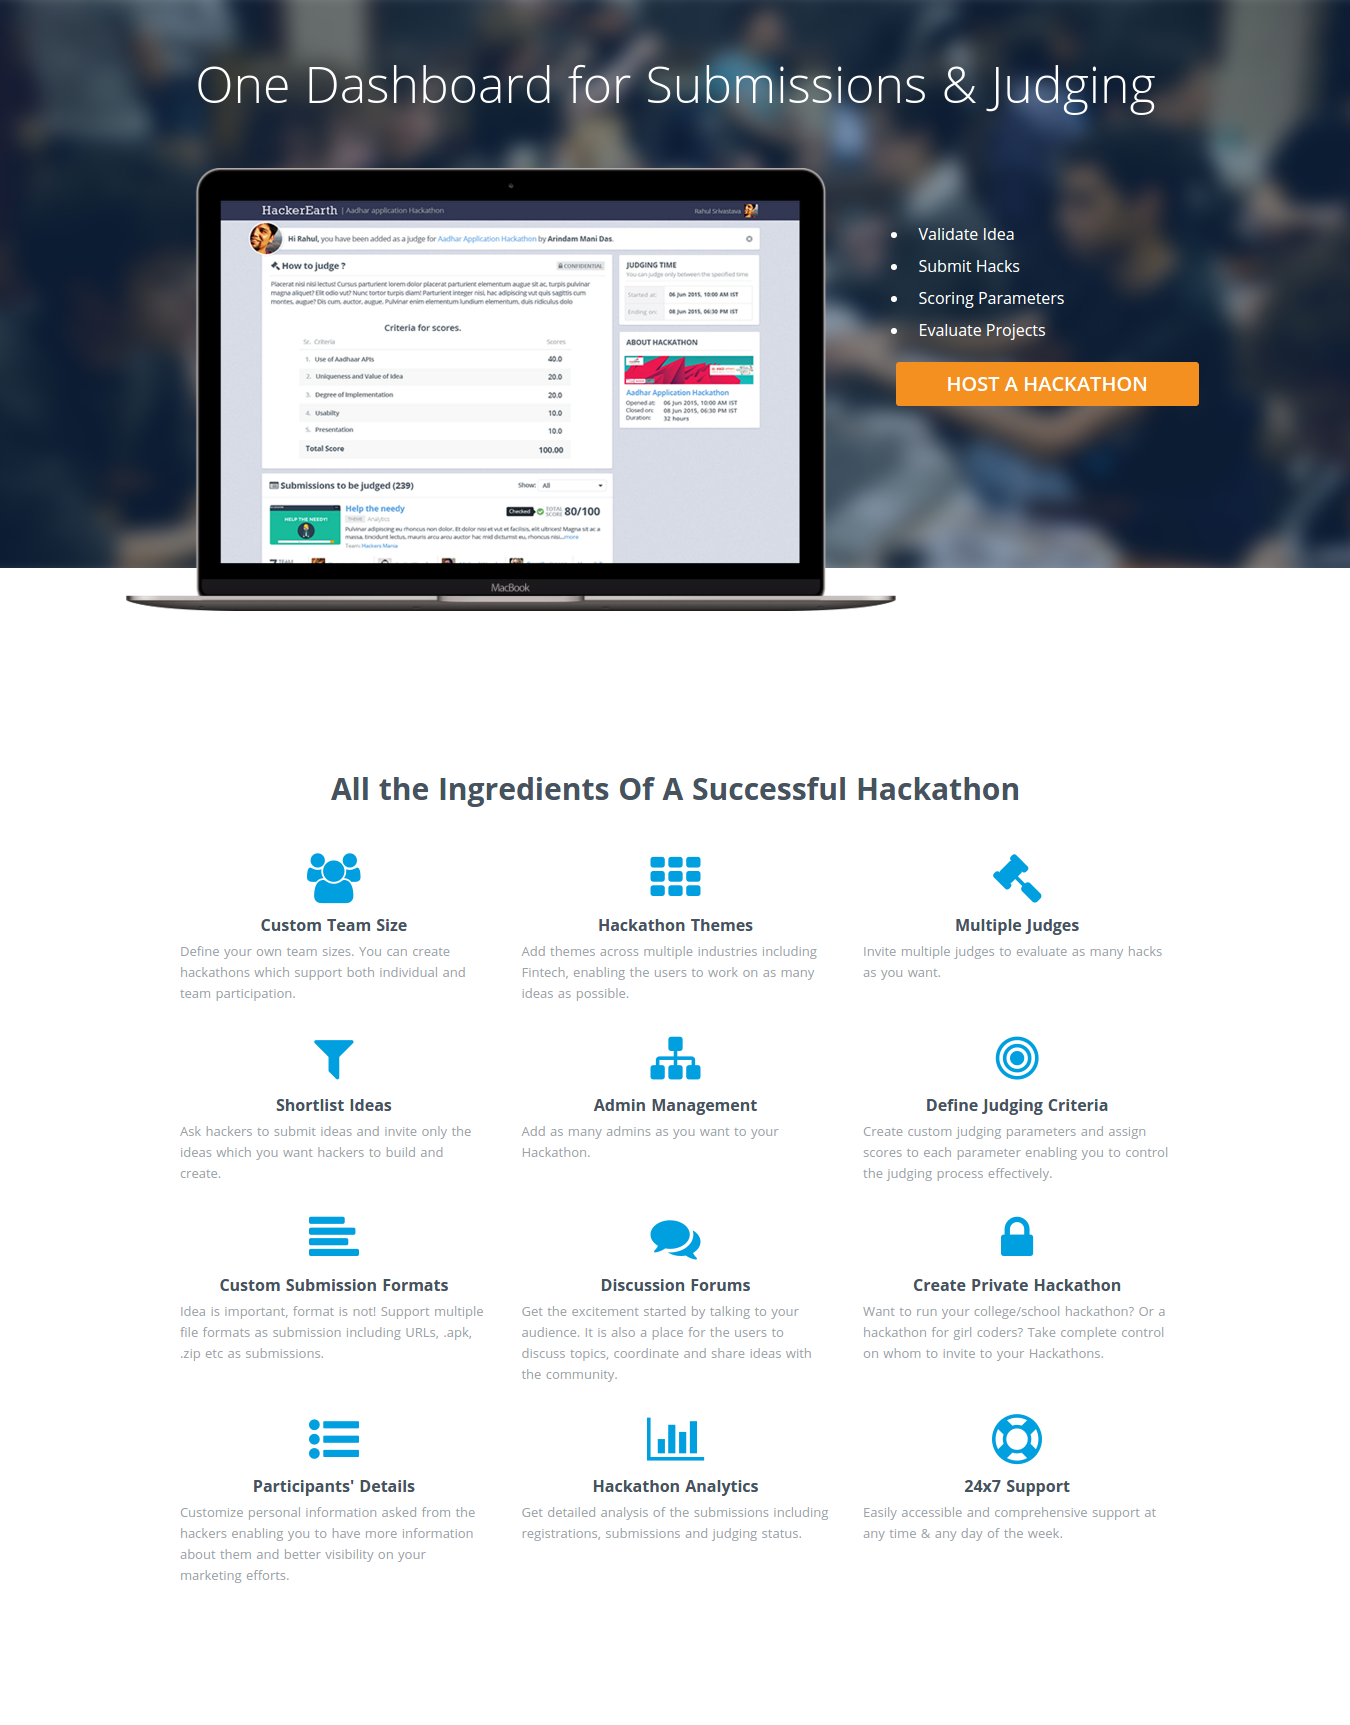 One Dashboard for Submissions & Judging
HackerEarth | Aadhar application Hackathon
Rahul Srivastava
Hi Rahul, you have been added as a judge for Aadhar Application Hackathon by Arindam Mani Das.
How to judge ?
CONFIDENTIAL
Placerat nisi nisi lectus! Cursus parturient lorem dolor placerat parturient elementum augue sit ac, turpis pulvinar
magna aliquet? Elit odio vut? Nunc tortor turpis diam! Parturient integer nisi, hac adipiscing vut quis sagittis cum
montes, augue? Dis cum, auctor, augue. Pulvinar enim elementum lundium elementum, duis ridiculus dolo
Criteria for scores.
Sr. Criteria Scores
1. Use of Aadhaar APIs 40.0
2. Uniqueness and Value of Idea 20.0
3. Degree of Implementation 20.0
4. Usabilty 10.0
5. Presentation 10.0
Total Score 100.00
JUDGING TIME
You can judge only between the specified time
Started at: 06 Jun 2015, 10:00 AM IST
Ending on: 08 Jun 2015, 06:30 PM IST
ABOUT HACKATHON
Aadhar Application Hackathon
Opened at: 06 Jun 2015, 10:00 AM IST
Closed on: 08 Jun 2015, 06:30 PM IST
Duration: 32 hours
Submissions to be judged (239)
Show: All
HELP THE NEEDY!
Help the needy
THEME Analytics
Checked TOTAL SCORE 80/100
Pulvinar adipiscing eu rhoncus non dolor. Et dolor nisi et vut et facilisis, elit ultrices! Magna sit ac a
massa, tincidunt lectus, mauris arcu arcu auctor hac mid dictumst eu, rhoncus nisi...more
Team: Hackers Mania
MacBook
Validate Idea
Submit Hacks
Scoring Parameters
Evaluate Projects
HOST A HACKATHON
All the Ingredients Of A Successful Hackathon
Custom Team Size
Define your own team sizes. You can create
hackathons which support both individual and
team participation.
Hackathon Themes
Add themes across multiple industries including
Fintech, enabling the users to work on as many
ideas as possible.
Multiple Judges
Invite multiple judges to evaluate as many hacks
as you want.
Shortlist Ideas
Ask hackers to submit ideas and invite only the
ideas which you want hackers to build and
create.
Admin Management
Add as many admins as you want to your
Hackathon.
Define Judging Criteria
Create custom judging parameters and assign
scores to each parameter enabling you to control
the judging process effectively.
Custom Submission Formats
Idea is important, format is not! Support multiple
file formats as submission including URLs, .apk,
.zip etc as submissions.
Discussion Forums
Get the excitement started by talking to your
audience. It is also a place for the users to
discuss topics, coordinate and share ideas with
the community.
Create Private Hackathon
Want to run your college/school hackathon? Or a
hackathon for girl coders? Take complete control
on whom to invite to your Hackathons.
Participants' Details
Customize personal information asked from the
hackers enabling you to have more information
about them and better visibility on your
marketing efforts.
Hackathon Analytics
Get detailed analysis of the submissions including
registrations, submissions and judging status.
24x7 Support
Easily accessible and comprehensive support at
any time & any day of the week.